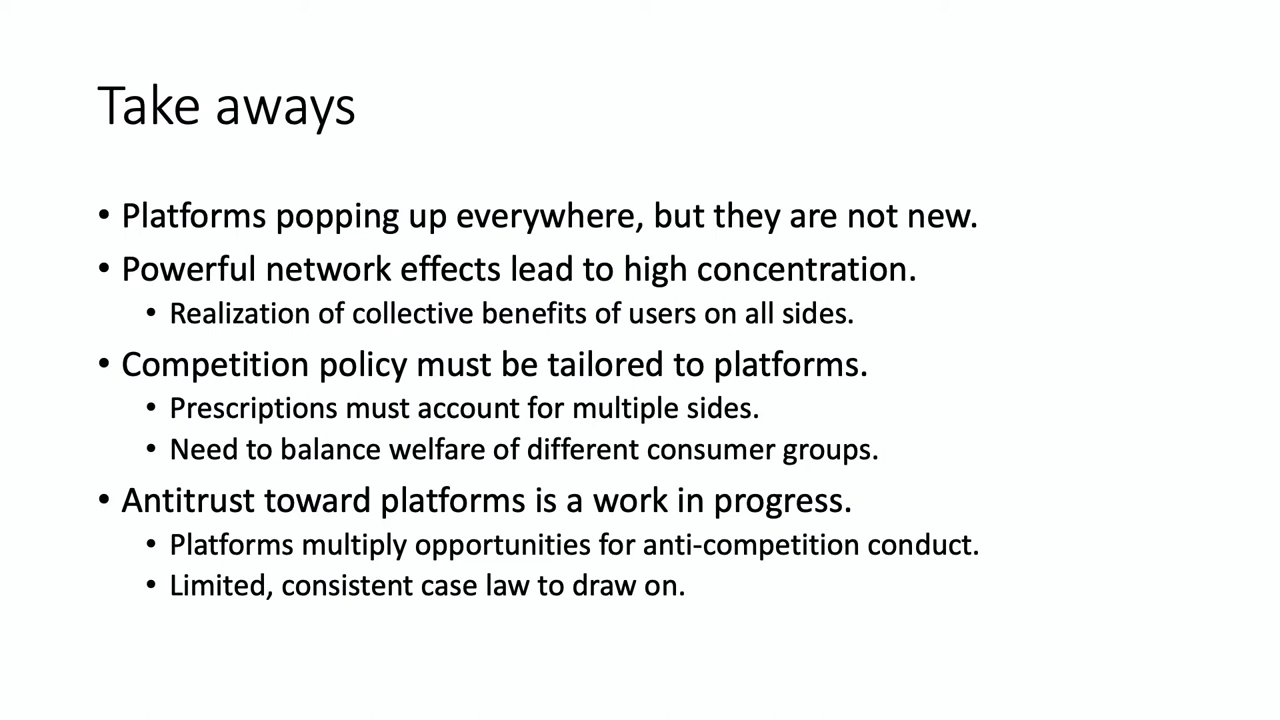 Take aways
• Platforms popping up everywhere, but they are not new.
• Powerful network effects lead to high concentration.
• Realization of collective benefits of users on all sides.
• Competition policy must be tailored to platforms.
• Prescriptions must account for multiple sides.
• Need to balance welfare of different consumer groups.
• Antitrust toward platforms is a work in progress.
• Platforms multiply opportunities for anti-competition conduct.
• Limited, consistent case law to draw on.